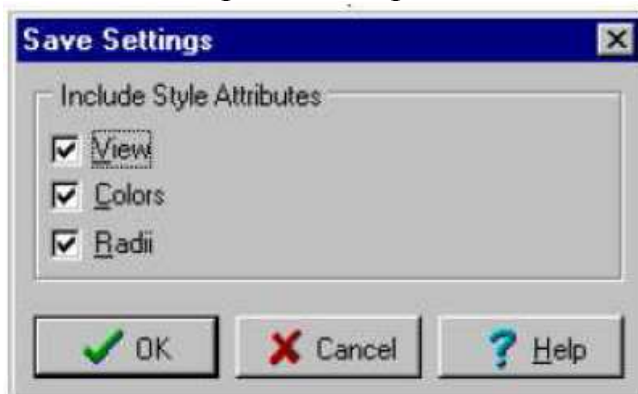 Save Settings
Include Style Attributes
View
Colors
Radii
OK Cancel Help